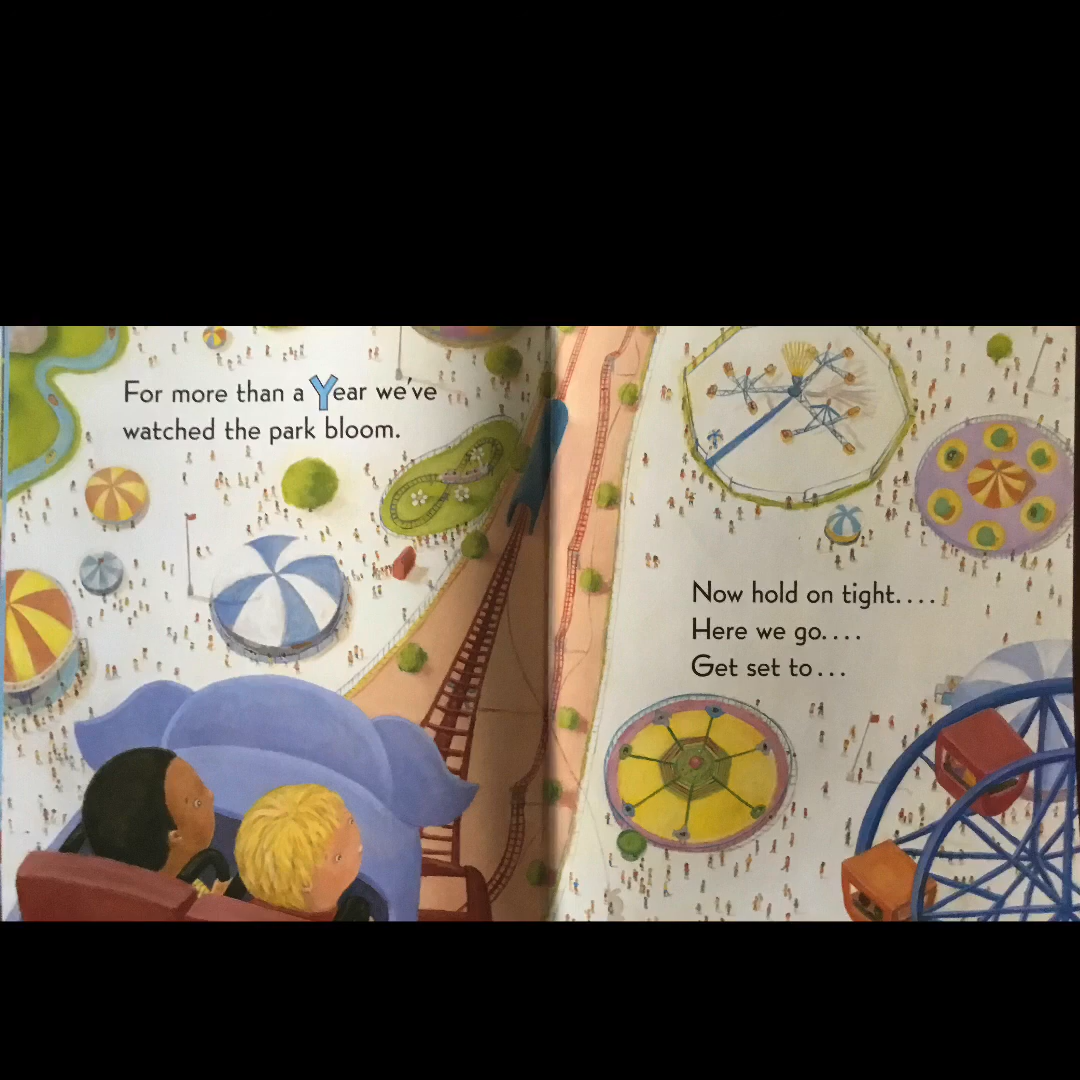 For more than a Year we've
watched the park bloom.
Now hold on tight....
Here we go....
Get set to...